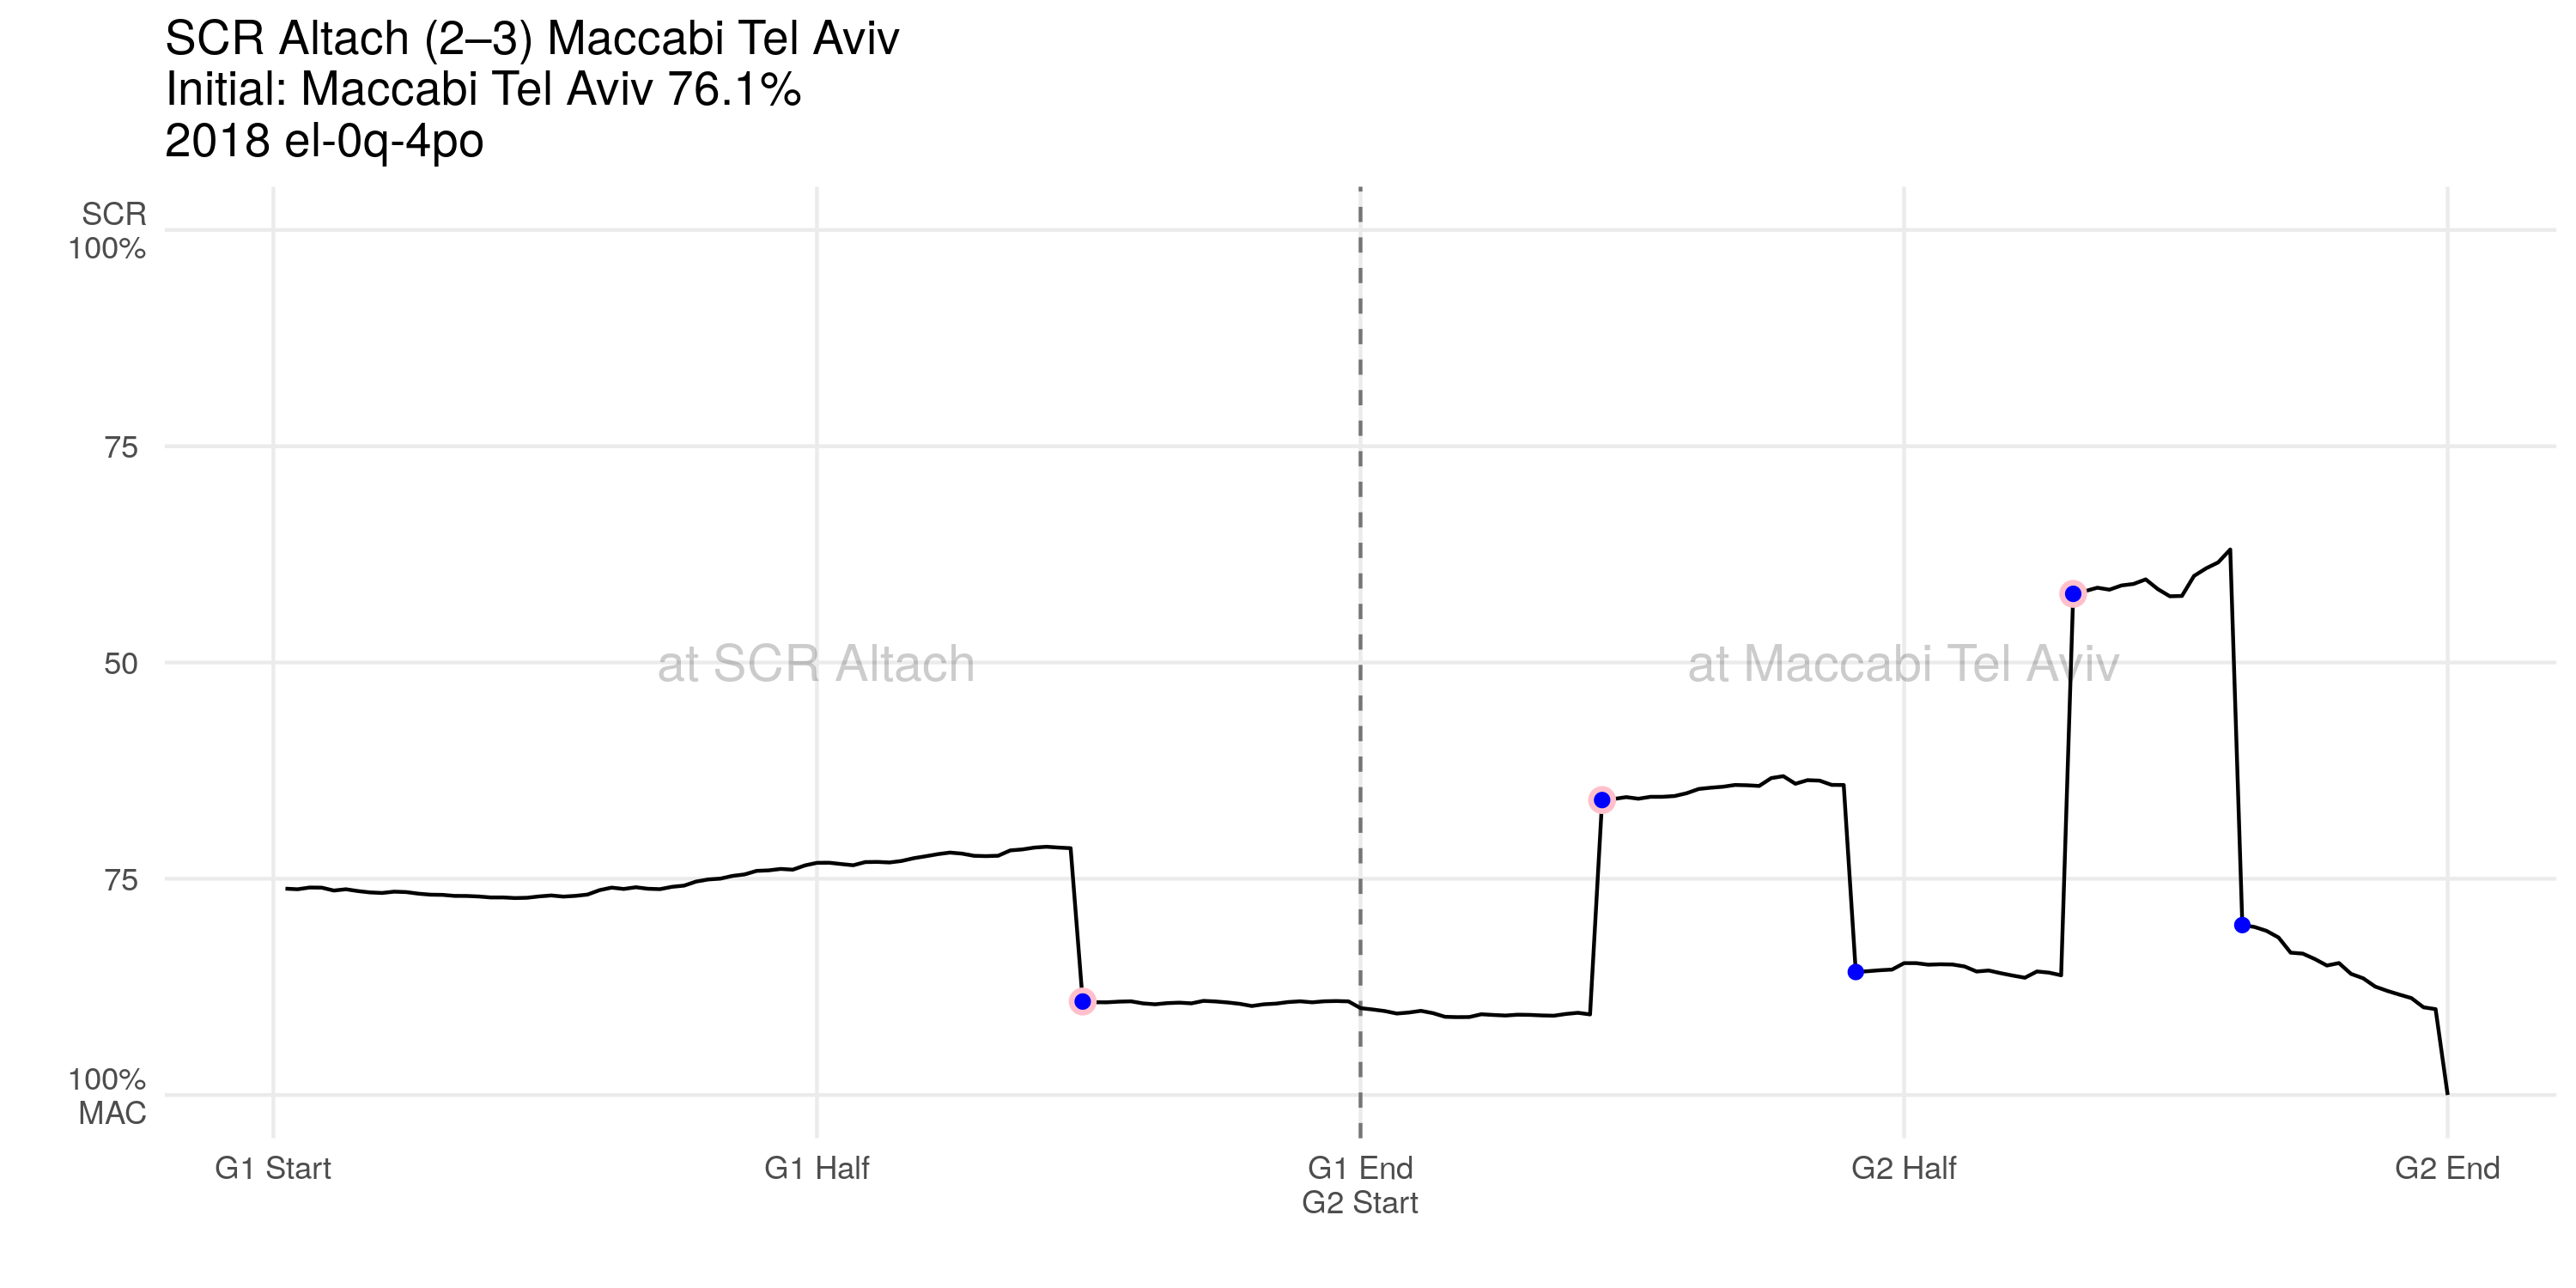 SCR Altach (2–3) Maccabi Tel Aviv
Initial: Maccabi Tel Aviv 76.1%
2018 el-0q-4po
SCR
100%
75
50
75
100%
MAC
at SCR Altach
at Maccabi Tel Aviv
G1 Start
G1 Half
G1 End
G2 Start
G2 Half
G2 End